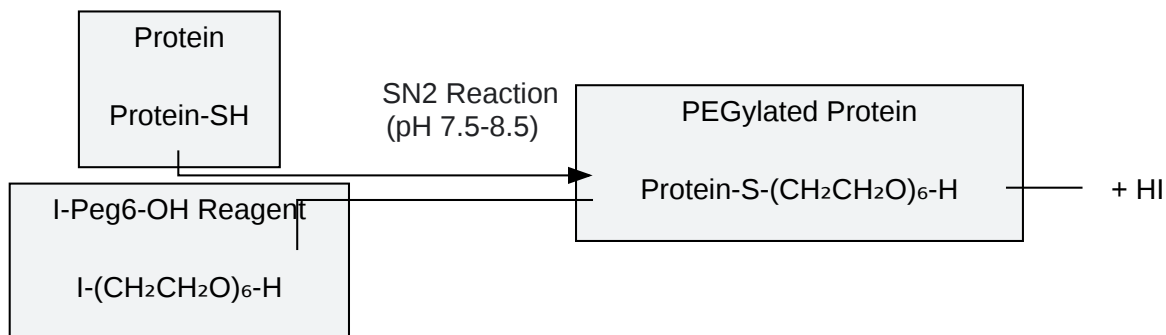 Protein
Protein-SH
I-Peg6-OH Reagent
I-(CH₂CH₂O)₆-H
SN2 Reaction
(pH 7.5-8.5)
PEGylated Protein
Protein-S-(CH₂CH₂O)₆-H
+ HI